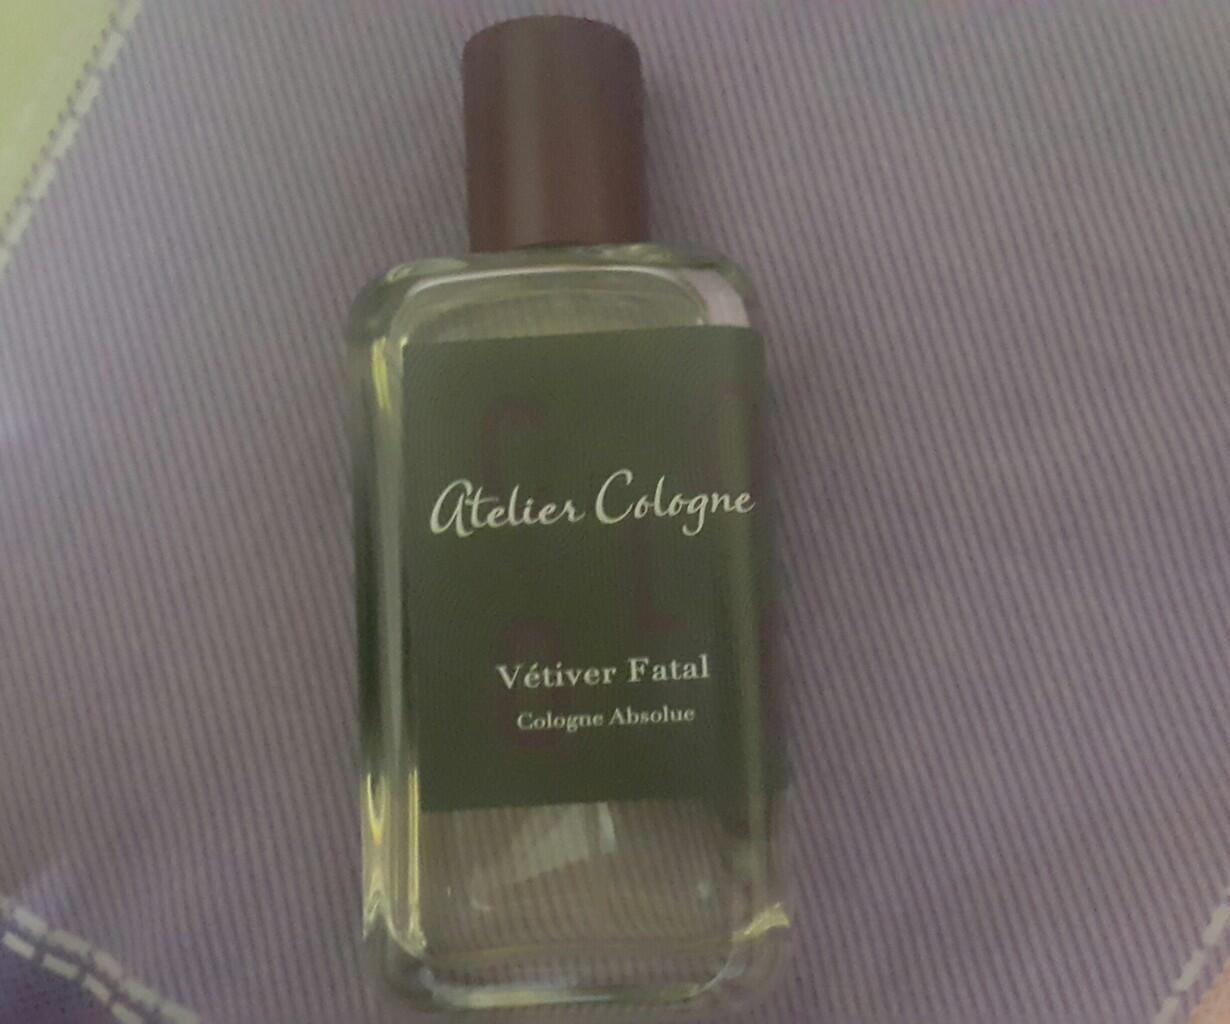 Atelier Cologne
Vétiver Fatal
Cologne Absolue